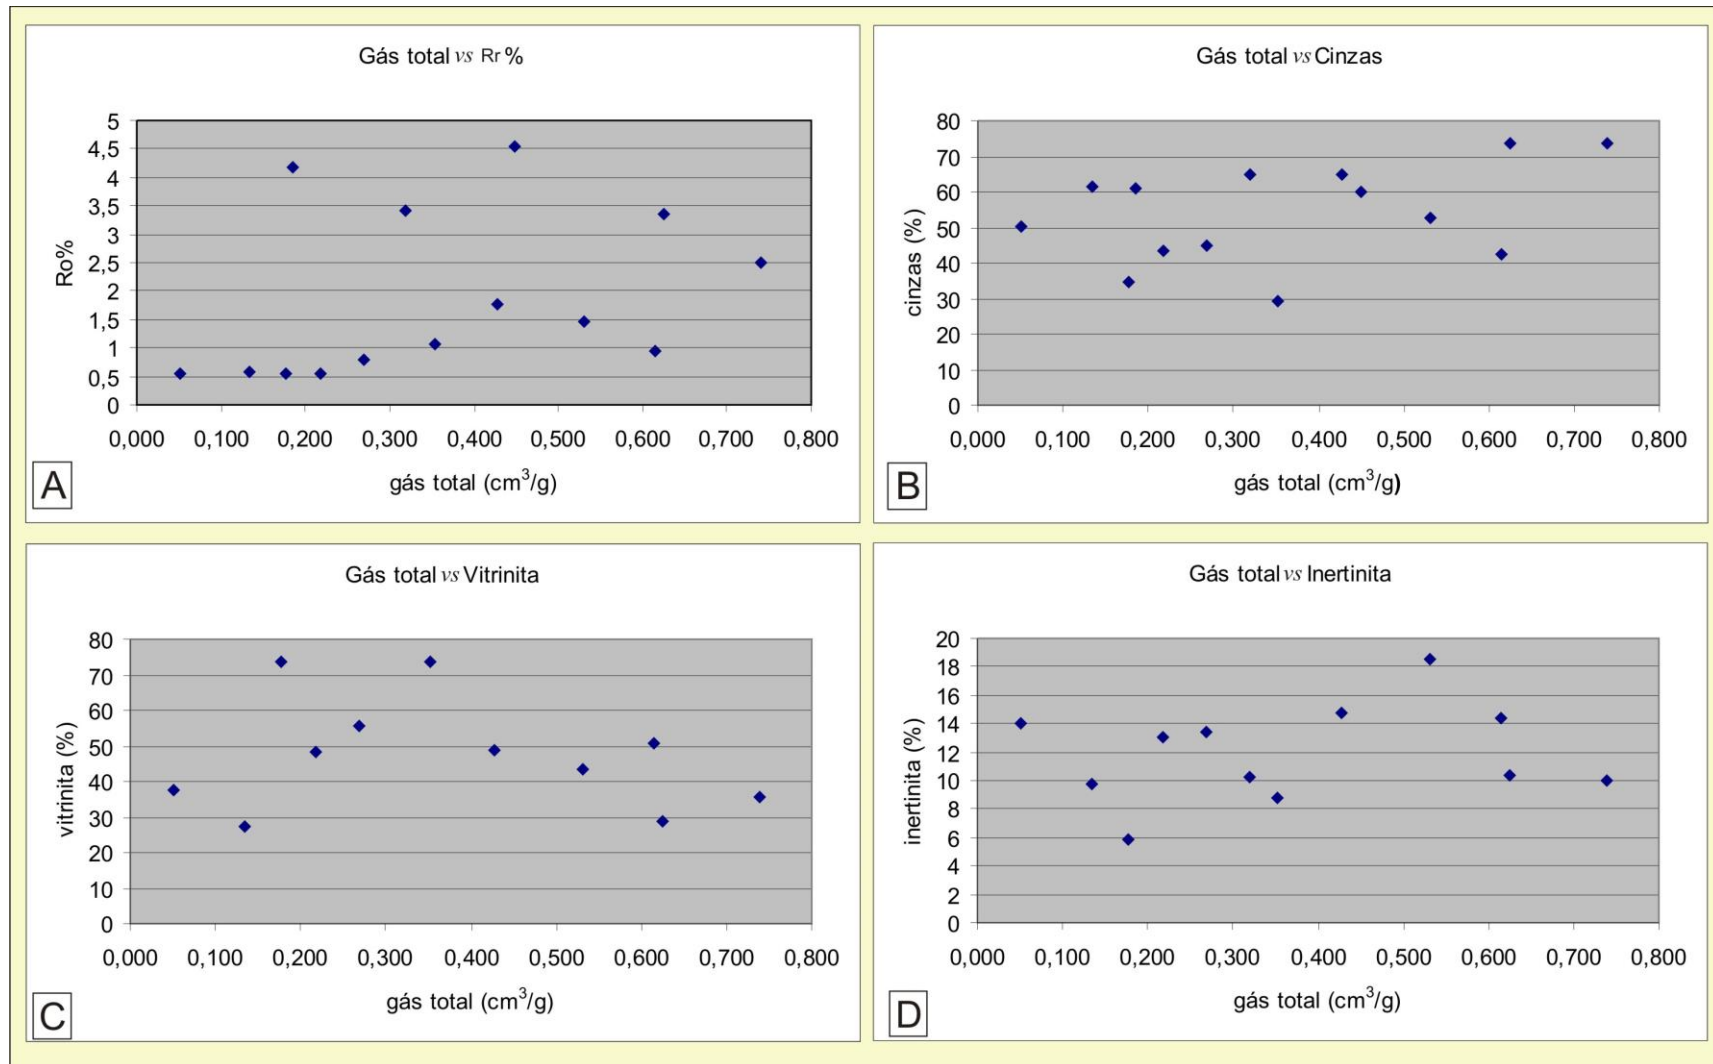 Gás total vs Rr %
5
4,5
4
3,5
3
2,5
2
1,5
1
0,5
0
Ro%
0,000 0,100 0,200 0,300 0,400 0,500 0,600 0,700 0,800
gás total (cm³/g)
A
Gás total vs Cinzas
80
70
60
50
40
30
20
10
0
cinzas (%)
0,000 0,100 0,200 0,300 0,400 0,500 0,600 0,700 0,800
gás total (cm³/g)
B
Gás total vs Vitrinita
80
70
60
50
40
30
20
10
0
vitrinita (%)
0,000 0,100 0,200 0,300 0,400 0,500 0,600 0,700 0,800
gás total (cm³/g)
C
Gás total vs Inertinita
20
18
16
14
12
10
8
6
4
2
0
inertinita (%)
0,000 0,100 0,200 0,300 0,400 0,500 0,600 0,700 0,800
gás total (cm³/g)
D